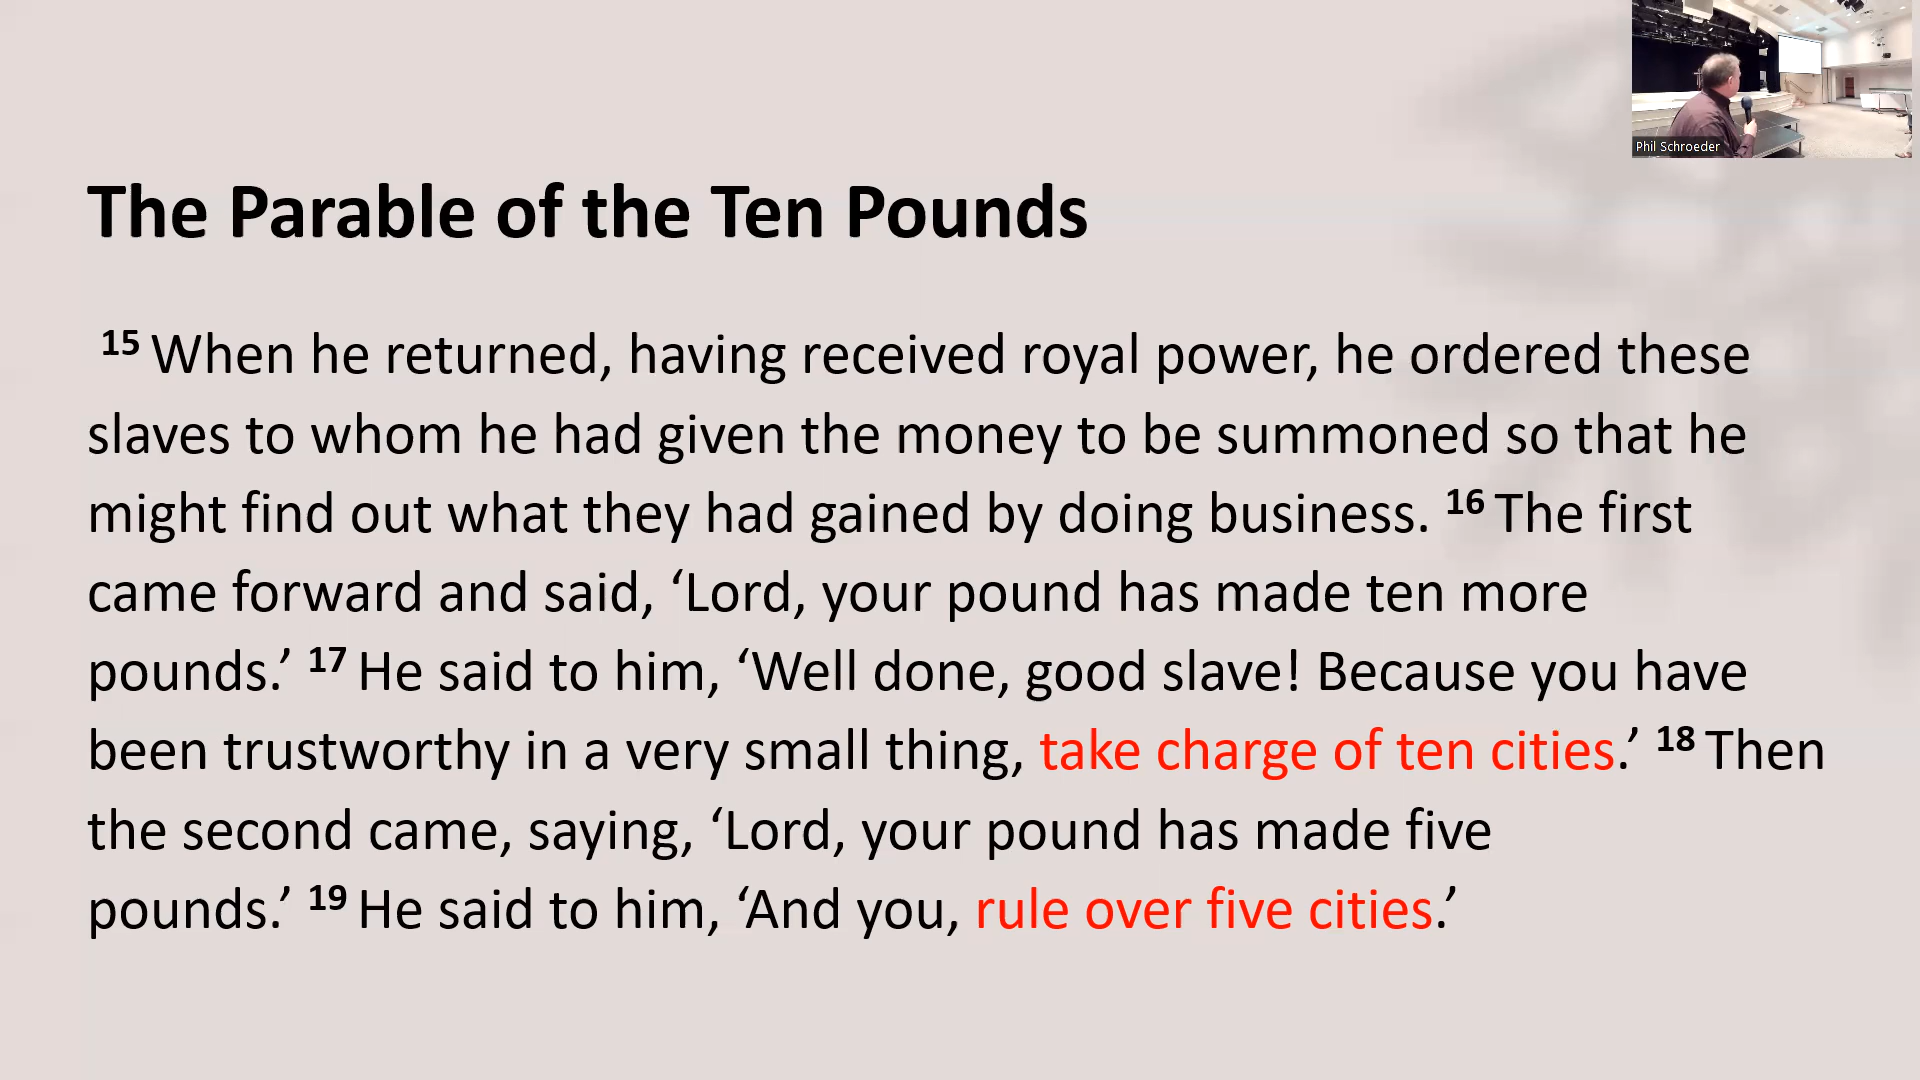 Phil Schroeder
The Parable of the Ten Pounds
15 When he returned, having received royal power, he ordered these
slaves to whom he had given the money to be summoned so that he
might find out what they had gained by doing business. 16 The first
came forward and said, ‘Lord, your pound has made ten more
pounds.’ 17 He said to him, ‘Well done, good slave! Because you have
been trustworthy in a very small thing, take charge of ten cities.’ 18 Then
the second came, saying, ‘Lord, your pound has made five
pounds.’ 19 He said to him, ‘And you, rule over five cities.’